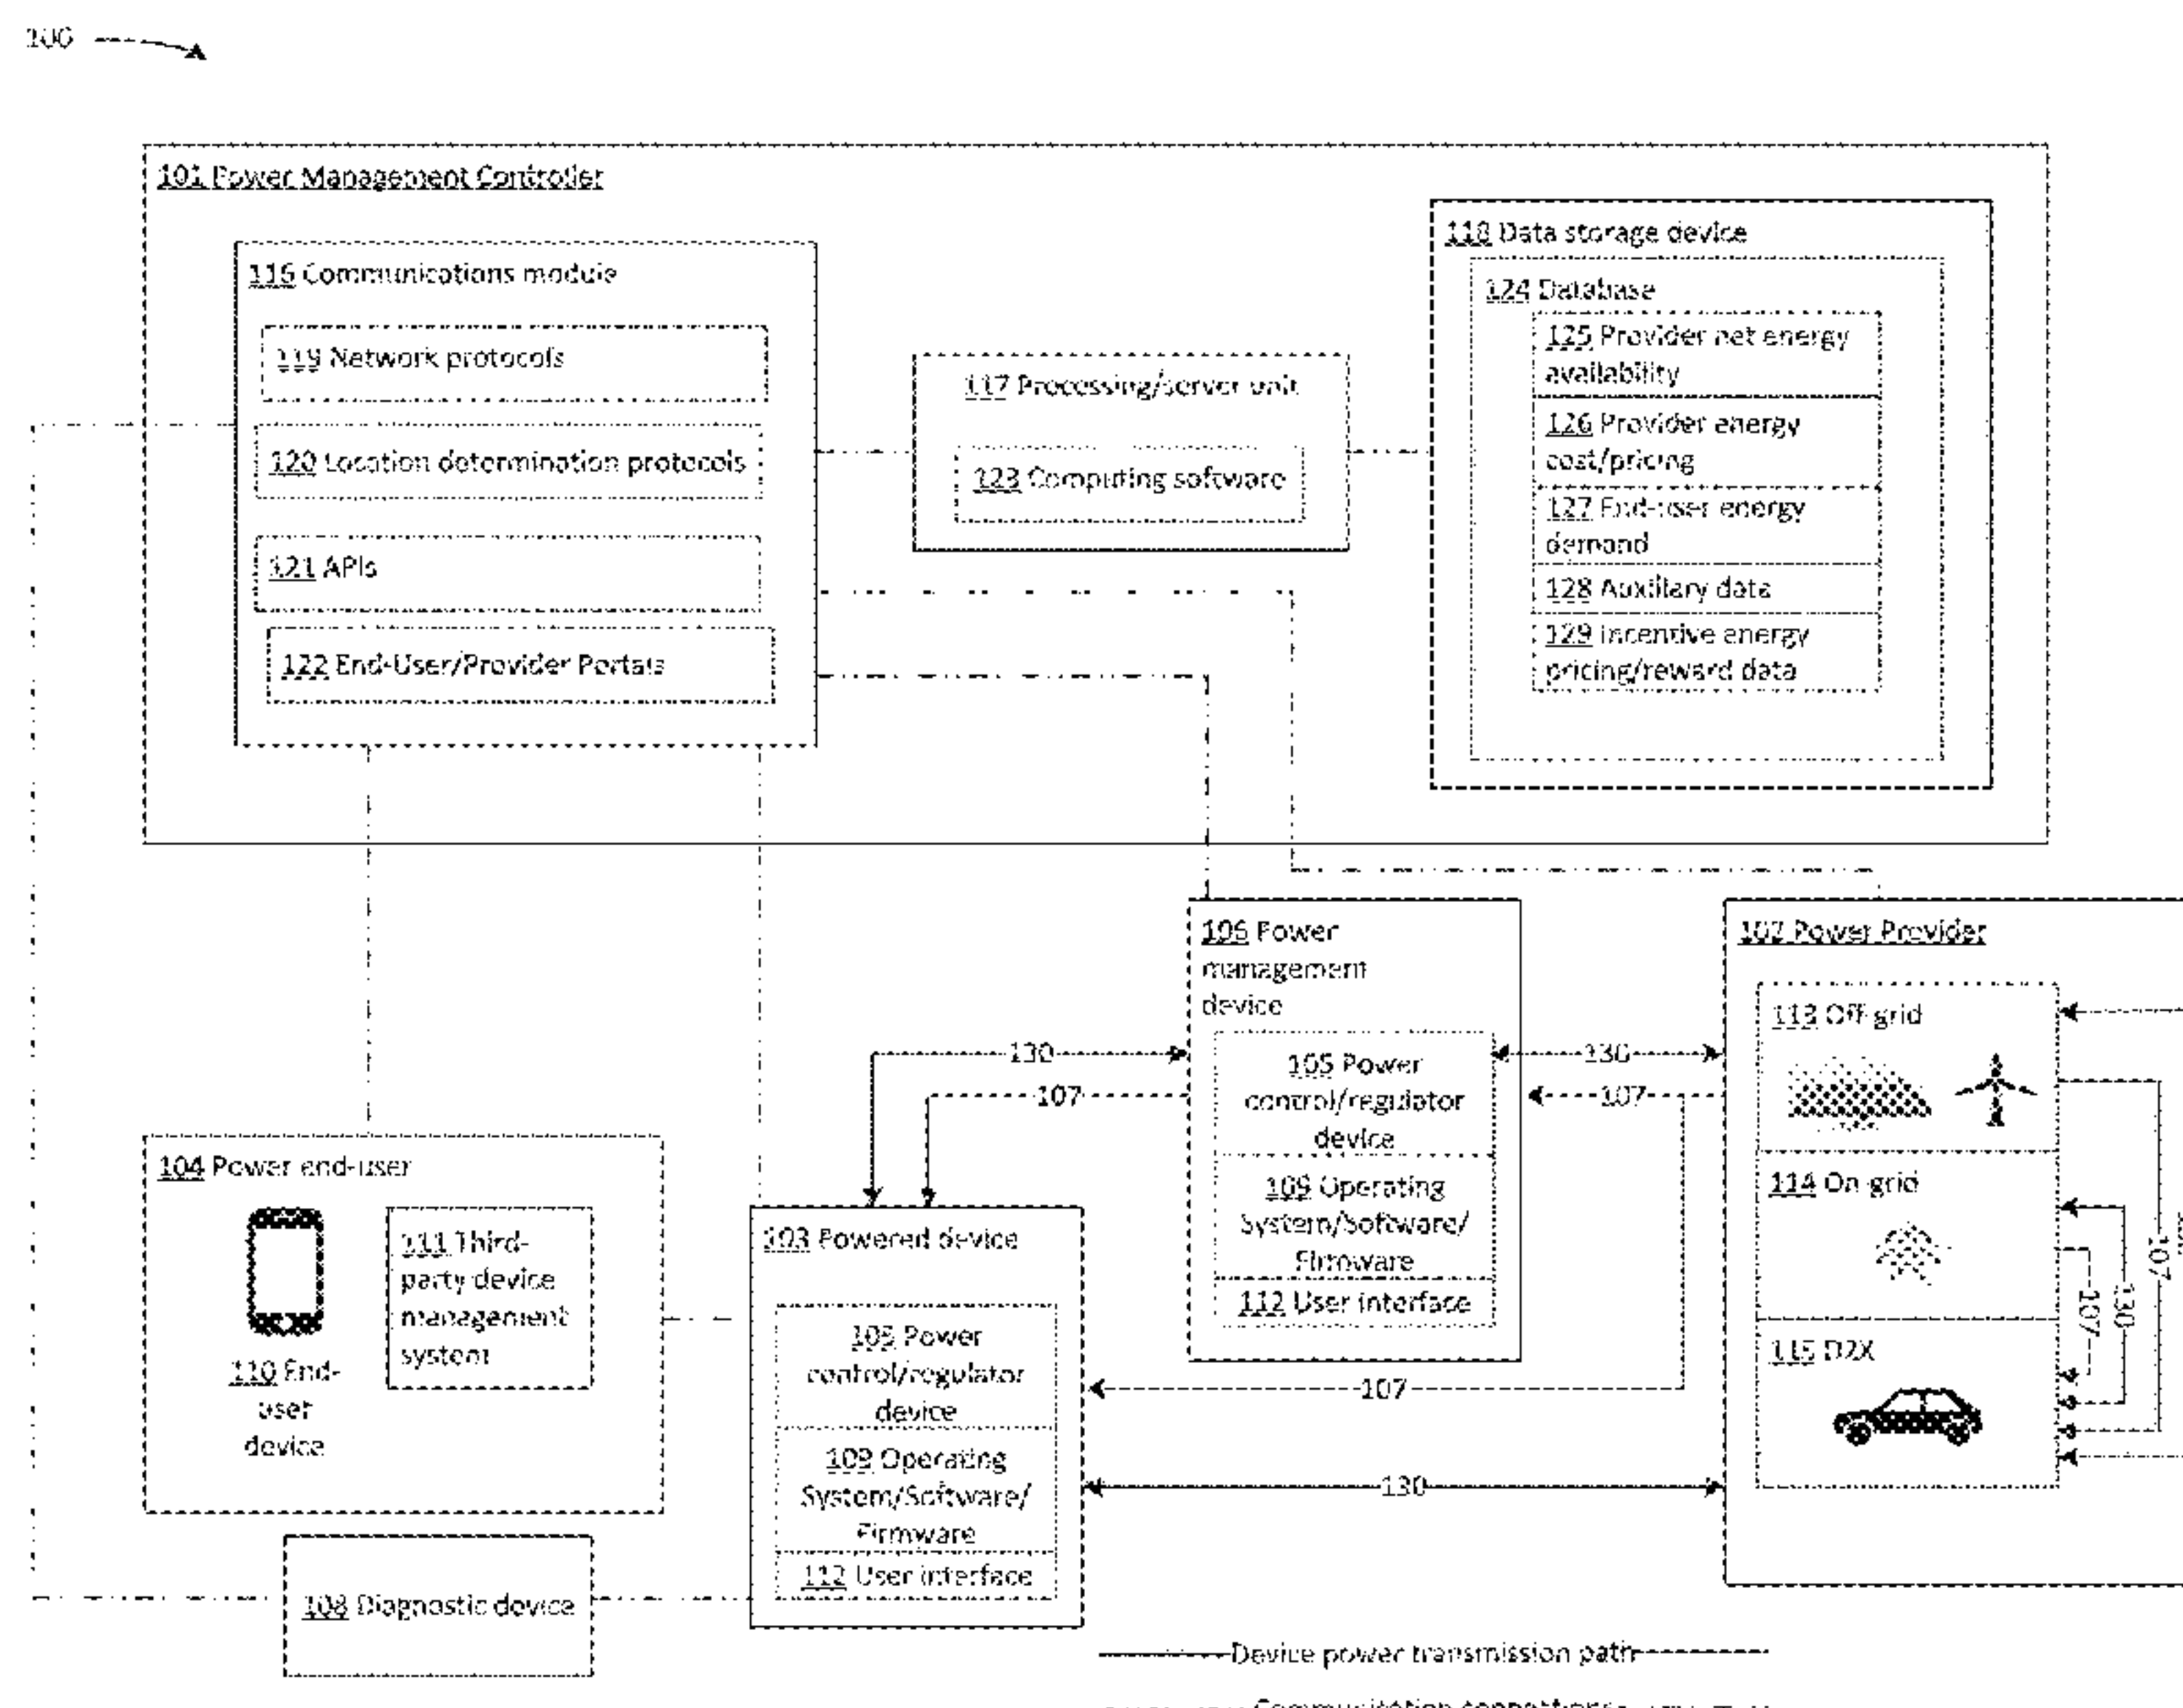 100
101 Power Management Controller
116 Communications module
119 Network protocols
120 Location determination protocols
121 APIs
122 End-User/Provider Portals
117 Processing/server unit
123 Computing software
118 Data storage device
124 Database
125 Provider net energy
availability
126 Provider energy
cost/pricing
127 End-user energy
demand
128 Auxiliary data
129 Incentive energy
pricing/reward data
106 Power
management
device
105 Power
control/regulator
device
109 Operating
System/Software/
Firmware
112 User interface
102 Power Provider
113 Off-grid
114 On-grid
115 D2X
130
107
130
107
107
130
107
130
107
104 Power end-user
110 End-
user
device
111 Third-
party device
management
system
103 Powered device
105 Power
control/regulator
device
109 Operating
System/Software/
Firmware
112 User interface
108 Diagnostic device
Device power transmission path